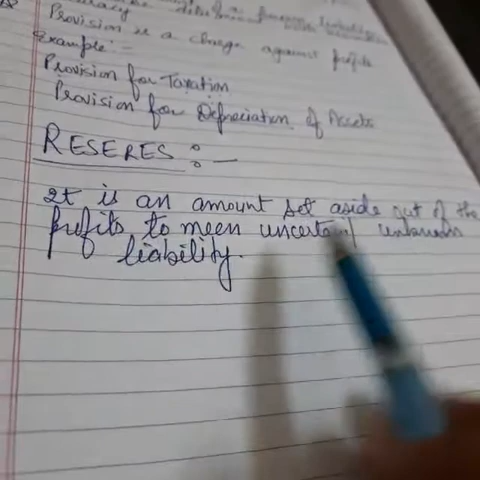 Provision is a charge against profits
Example :-
Provision for Taxation
Provision for Depreciation of Assets
RESERES :-
It is an amount set aside out of the
profits to meen uncertain unknown
liability.